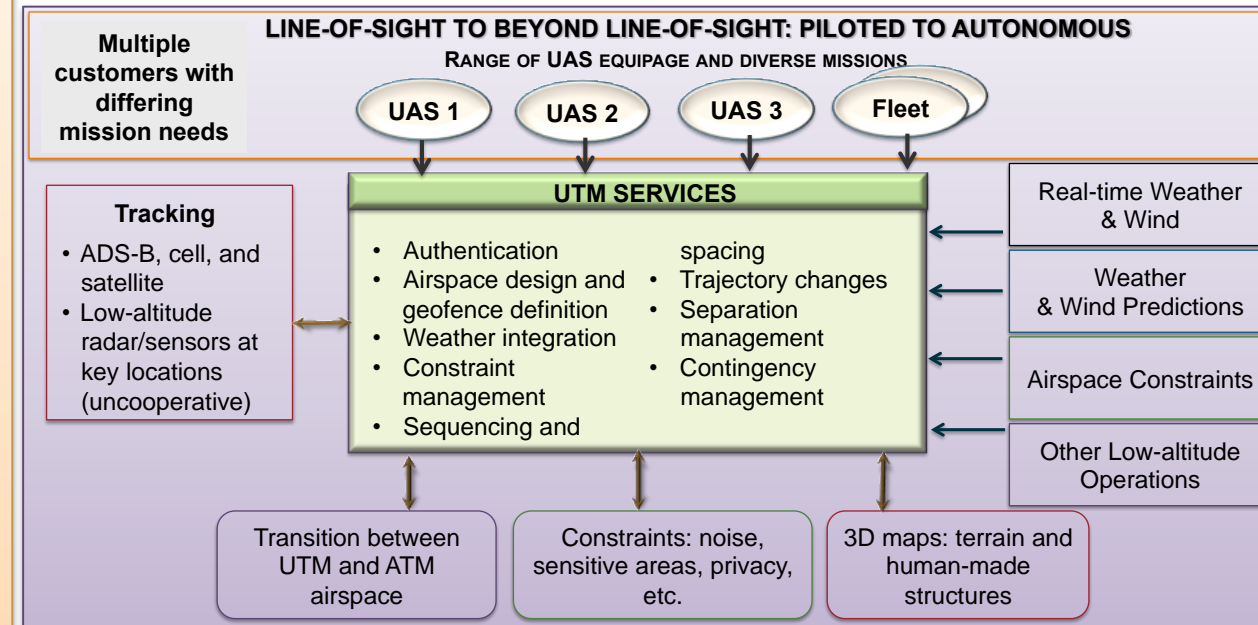 LINE-OF-SIGHT TO BEYOND LINE-OF-SIGHT: PILOTED TO AUTONOMOUS
RANGE OF UAS EQUIPAGE AND DIVERSE MISSIONS
Multiple
customers with
differing
mission needs
UAS 1
UAS 2
UAS 3
Fleet
UTM SERVICES
• Authentication
• Airspace design and
geofence definition
• Weather integration
• Constraint
management
• Sequencing and
spacing
• Trajectory changes
• Separation
management
• Contingency
management
Tracking
• ADS-B, cell, and
satellite
• Low-altitude
radar/sensors at
key locations
(uncooperative)
Real-time Weather
& Wind
Weather
& Wind Predictions
Airspace Constraints
Other Low-altitude
Operations
Transition between
UTM and ATM
airspace
Constraints: noise,
sensitive areas, privacy,
etc.
3D maps: terrain and
human-made
structures